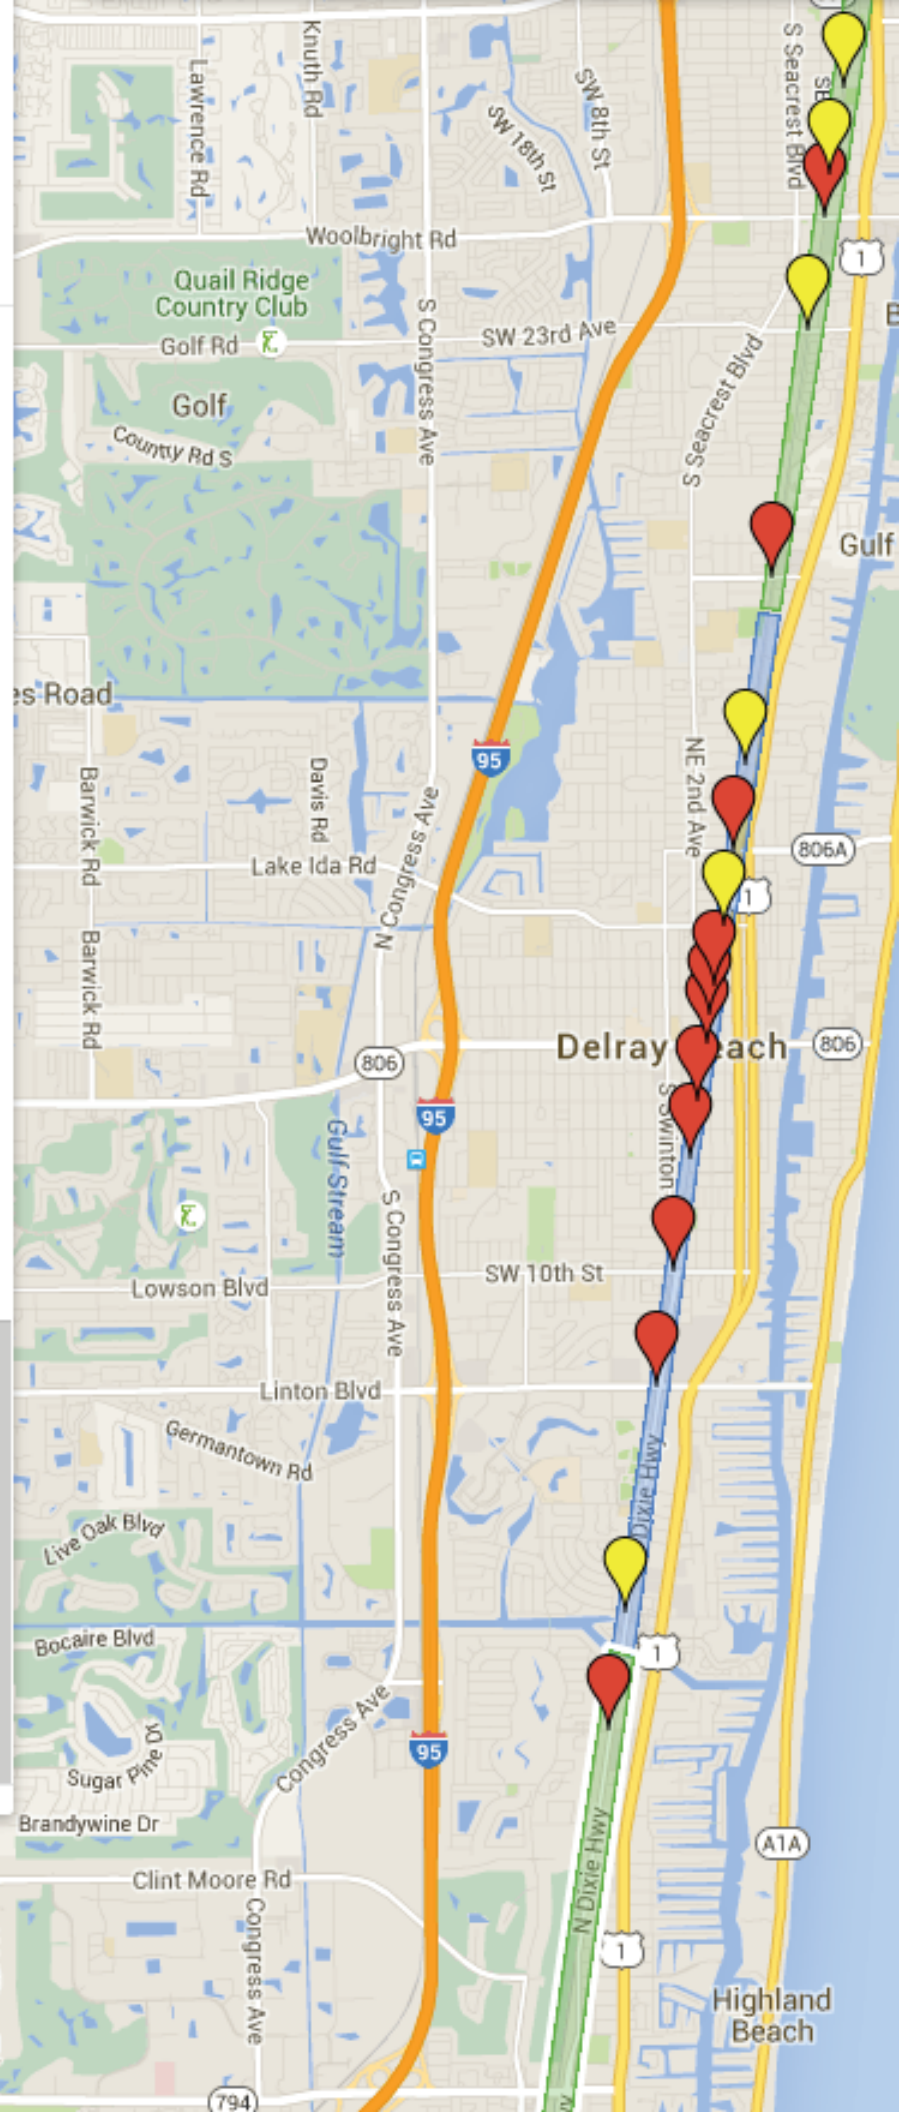 Knuth Rd
Lawrence Rd
SW 8th St
SW 18th St
S Seacrest Blvd
SE
Woolbright Rd
1
Quail Ridge
Country Club
S Congress Ave
SW 23rd Ave
Golf Rd
B
S Seacrest Blvd
Golf
Country Rd S
Gulf
es Road
95
NE 2nd Ave
Davis Rd
Barwick Rd
N Congress Ave
806A
Lake Ida Rd
1
Barwick Rd
Delray Beach
806
806
95
S Swinton
Gulf Stream
S Congress Ave
SW 10th St
Lowson Blvd
Linton Blvd
Germantown Rd
Dixie Hwy
Live Oak Blvd
Bocaire Blvd
1
Congress Ave
Sugar Pine Dr
95
Brandywine Dr
N Dixie Hwy
A1A
Clint Moore Rd
Congress Ave
1
Highland
Beach
794